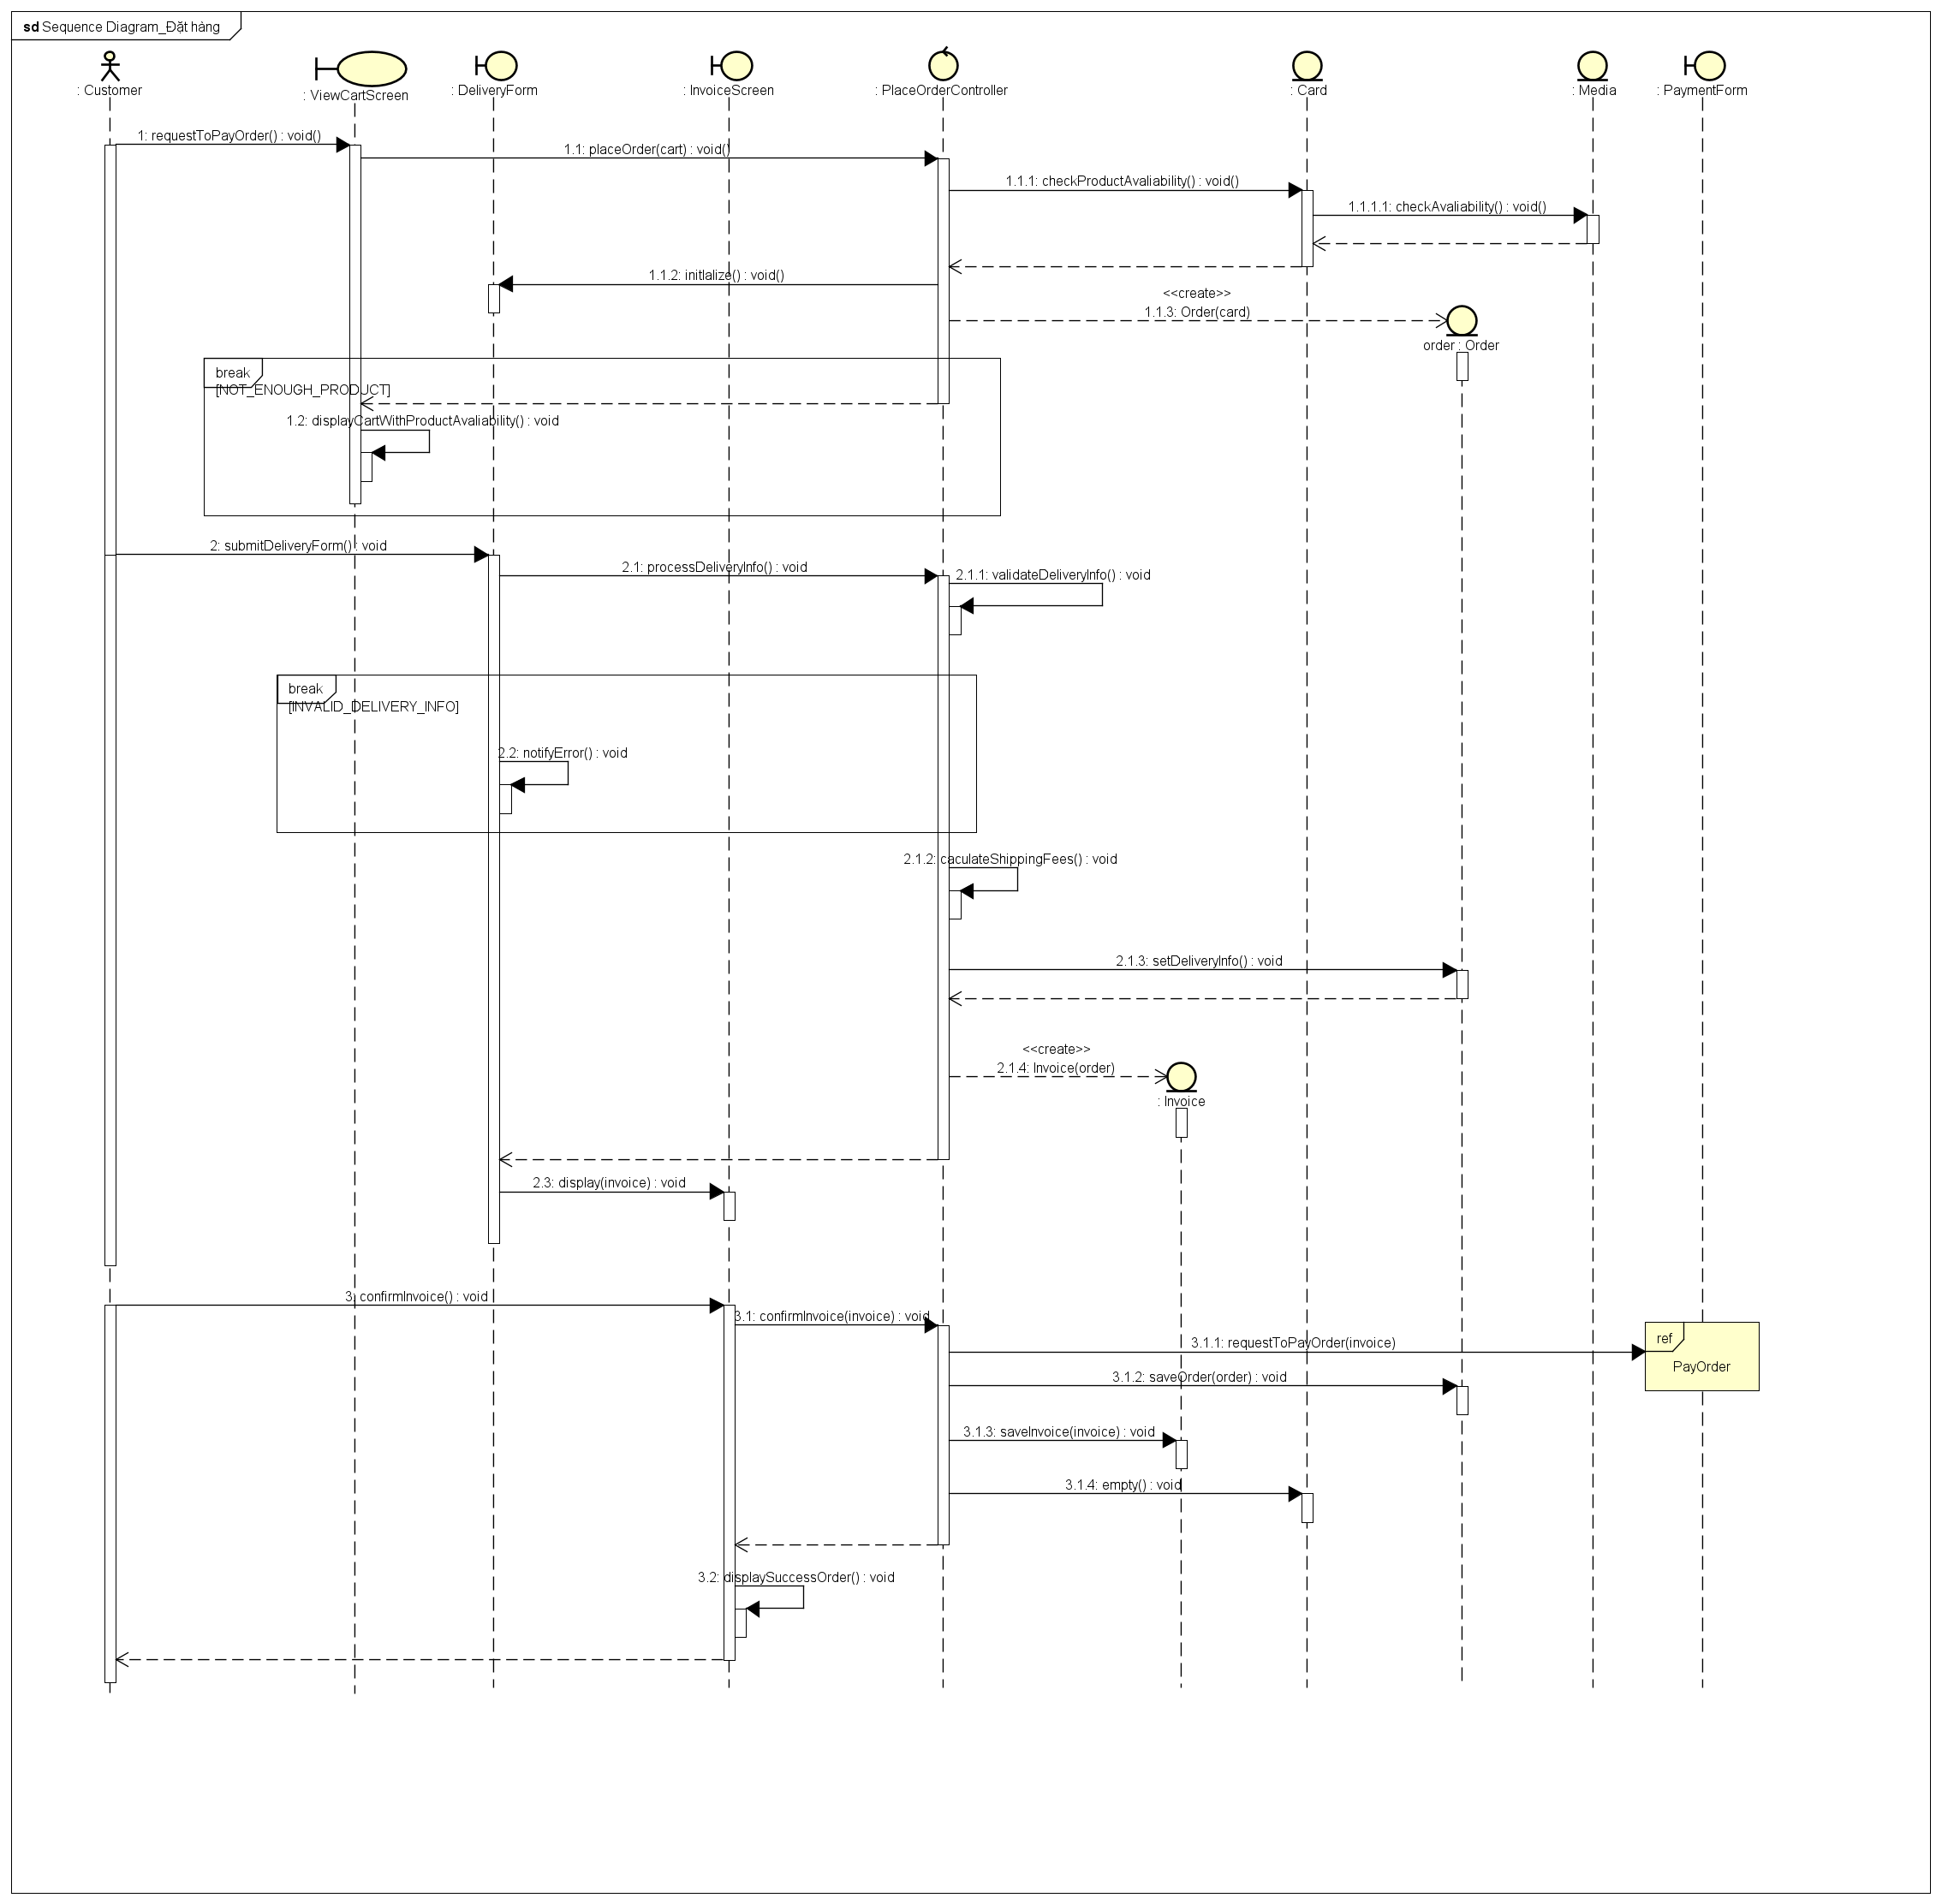 sd Sequence Diagram_Đặt hàng
: Customer
: ViewCartScreen
: DeliveryForm
: InvoiceScreen
: PlaceOrderController
: Card
: Media
: PaymentForm
1: requestToPayOrder() : void()
1.1: placeOrder(cart) : void()
1.1.1: checkProductAvaliability() : void()
1.1.1.1: checkAvaliability() : void()
1.1.2: initlalize() : void()
<<create>>
1.1.3: Order(card)
order : Order
break
[NOT_ENOUGH_PRODUCT]
1.2: displayCartWithProductAvaliability() : void
2: submitDeliveryForm() : void
2.1: processDeliveryInfo() : void
2.1.1: validateDeliveryInfo() : void
break
[INVALID_DELIVERY_INFO]
2.2: notifyError() : void
2.1.2: caculateShippingFees() : void
2.1.3: setDeliveryInfo() : void
<<create>>
2.1.4: Invoice(order)
: Invoice
2.3: display(invoice) : void
3: confirmInvoice() : void
3.1: confirmInvoice(invoice) : void
3.1.1: requestToPayOrder(invoice)
ref
PayOrder
3.1.2: saveOrder(order) : void
3.1.3: saveInvoice(invoice) : void
3.1.4: empty() : void
3.2: displaySuccessOrder() : void